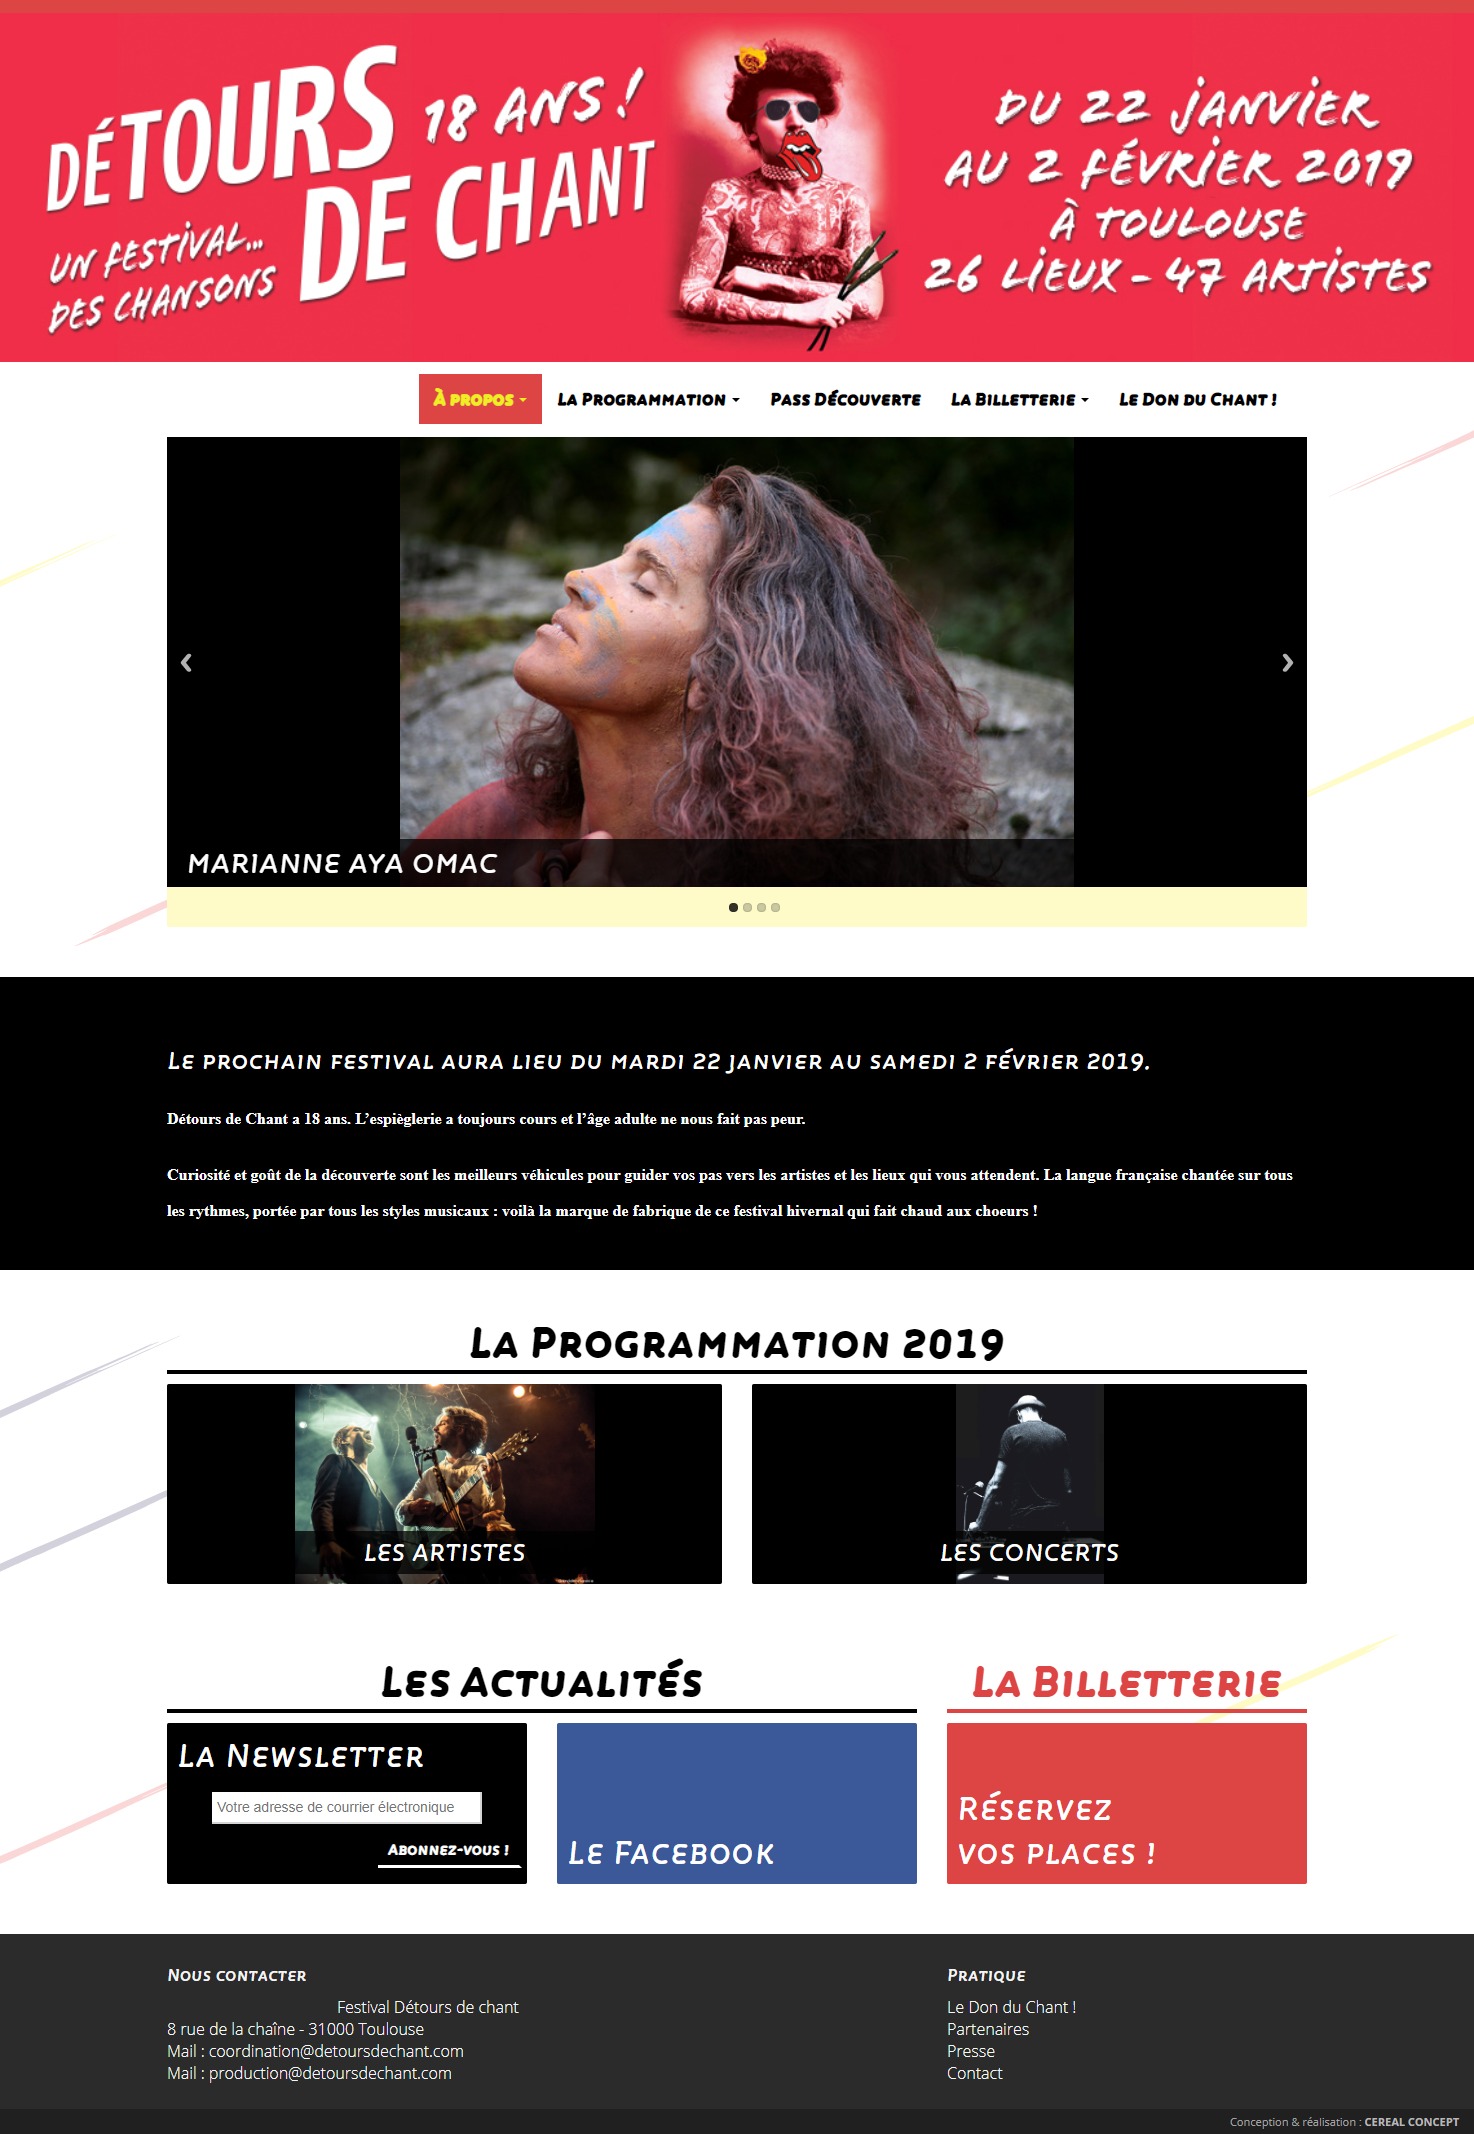 DÉTOURS 18 ANS !
DE CHANT
UN FESTIVAL...
DES CHANSONS
DU 22 JANVIER
AU 2 FÉVRIER 2019
À TOULOUSE
26 LIEUX - 47 ARTISTES
À propos La Programmation Pass Découverte La Billetterie Le Don du Chant !
MARIANNE AYA OMAC
Le prochain festival aura lieu du mardi 22 janvier au samedi 2 février 2019.
Détours de Chant a 18 ans. L’espièglerie a toujours cours et l’âge adulte ne nous fait pas peur.
Curiosité et goût de la découverte sont les meilleurs véhicules pour guider vos pas vers les artistes et les lieux qui vous attendent. La langue française chantée sur tous
les rythmes, portée par tous les styles musicaux : voilà la marque de fabrique de ce festival hivernal qui fait chaud aux choeurs !
La Programmation 2019
LES ARTISTES
LES CONCERTS
Les Actualités
La Billetterie
La Newsletter
Votre adresse de courrier électronique
Abonnez-vous !
Le Facebook
Réservez
vos places !
Nous contacter
Festival Détours de chant
8 rue de la chaîne - 31000 Toulouse
Mail : coordination@detoursdechant.com
Mail : production@detoursdechant.com
Pratique
Le Don du Chant !
Partenaires
Presse
Contact
Conception & réalisation : CEREAL CONCEPT